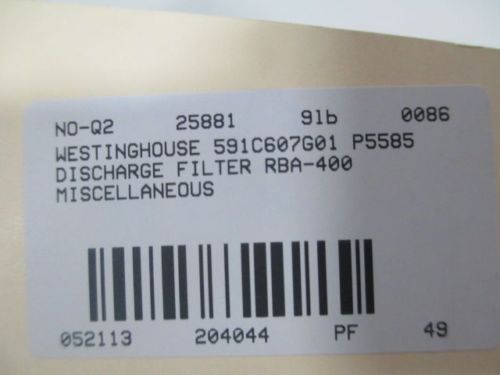 NO-Q2 25881 9lb 0086
WESTINGHOUSE 591C607G01 P5585
DISCHARGE FILTER RBA-400
MISCELLANEOUS
052113 204044 PF 49